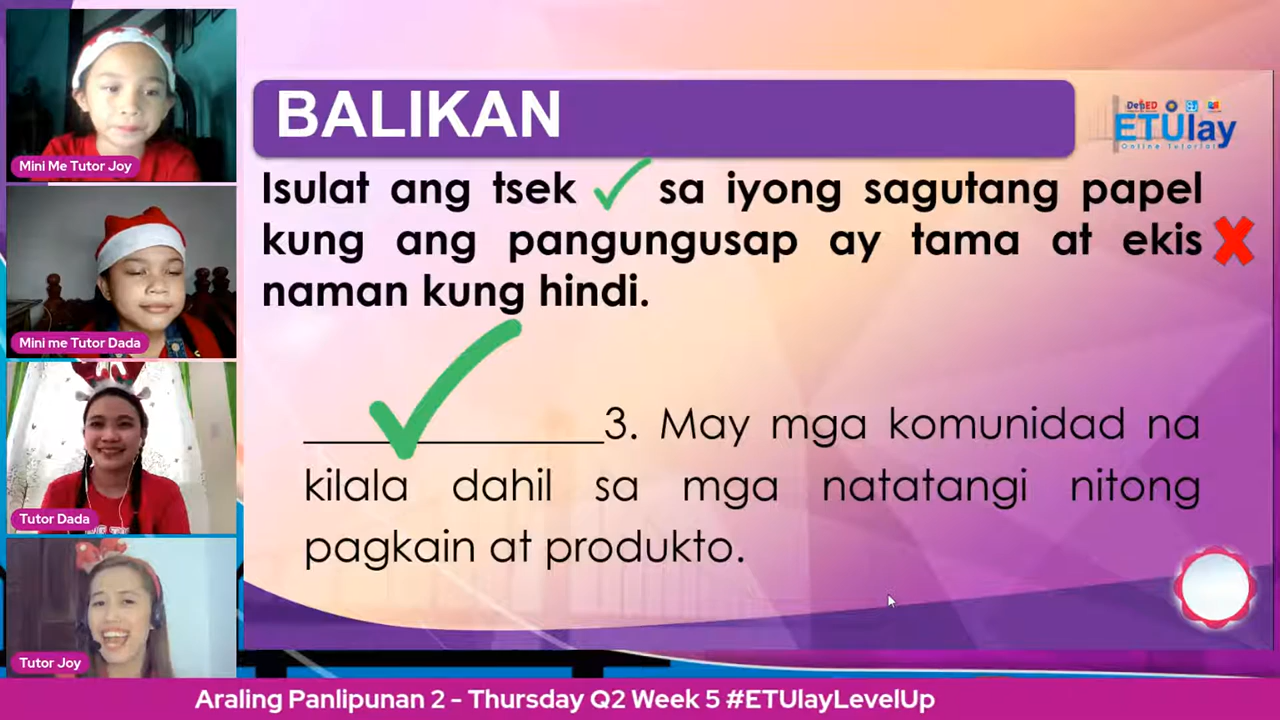 Mini Me Tutor Joy
Mini me Tutor Dada
Tutor Dada
Tutor Joy
BALIKAN
DepED
ETUlay
Online Tutorial
Isulat ang tsek ✓ sa iyong sagutang papel
kung ang pangungusap ay tama at ekis X
naman kung hindi.
_______________3. May mga komunidad na
kilala dahil sa mga natatangi nitong
pagkain at produkto.
Araling Panlipunan 2 - Thursday Q2 Week 5 #ETUlayLevelUp